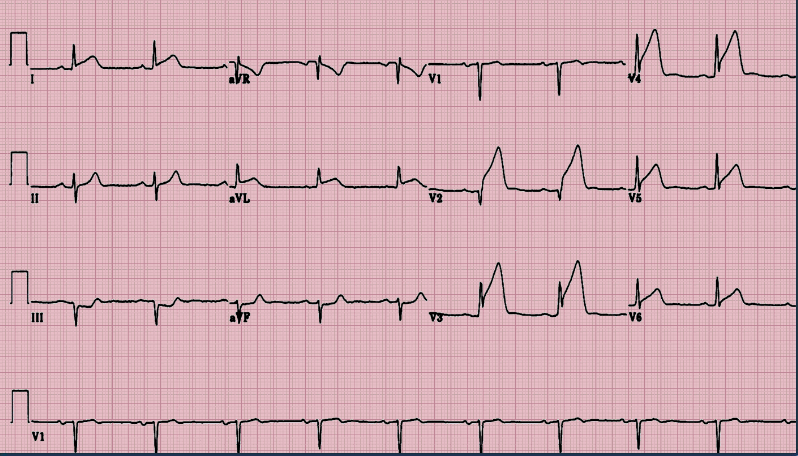 I aVR V1 V4
II aVL V2 V5
III aVF V3 V6
V1